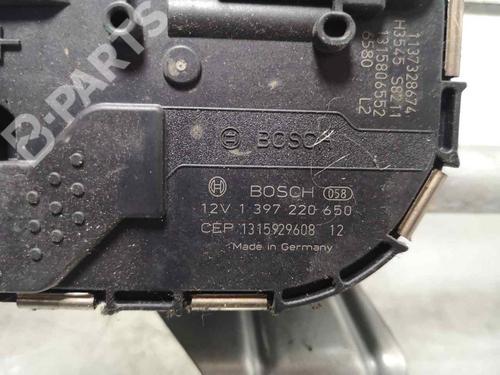 B-PARTS
1137328674
H3545 S8211
1315806552
6580 L2
BOSCH
BOSCH 058
12V 1 397 220 650
CEP 1315929608 12
Made in Germany